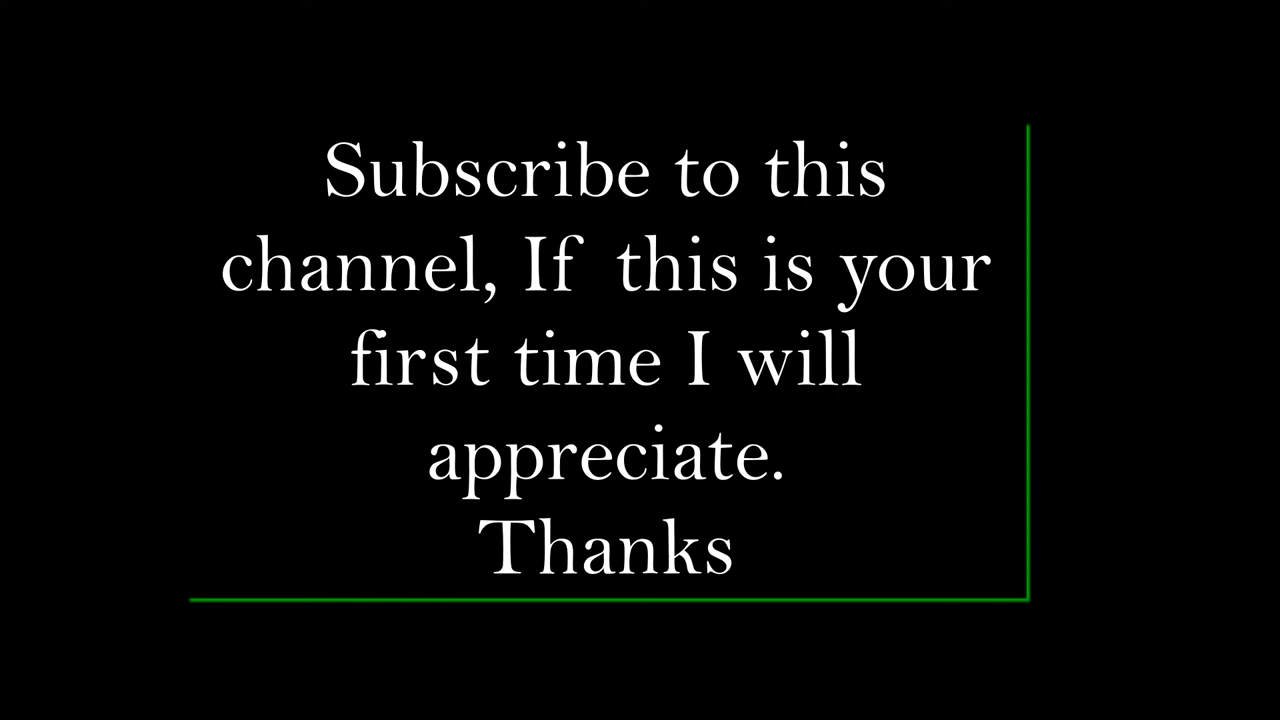 Subscribe to this
channel, If  this is your
first time I will
appreciate.
Thanks